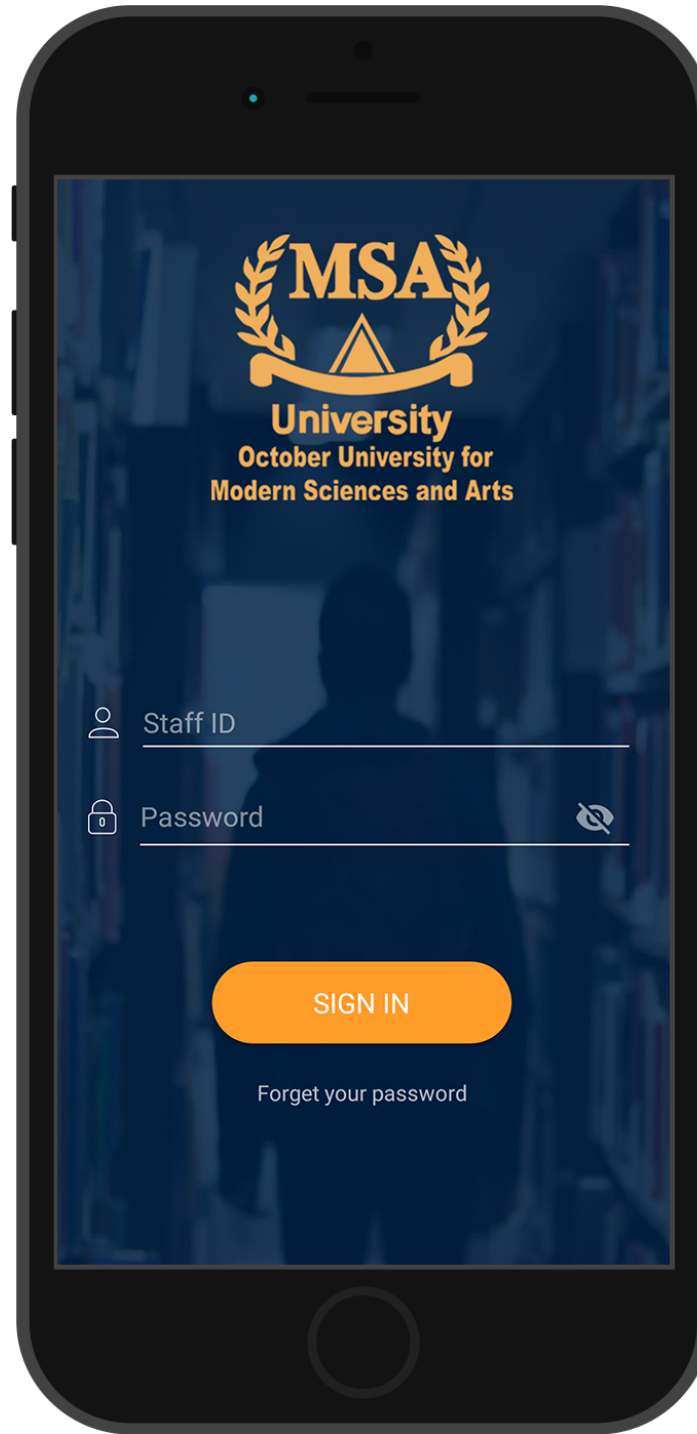 MSA
University
October University for
Modern Sciences and Arts
Staff ID
Password
SIGN IN
Forget your password